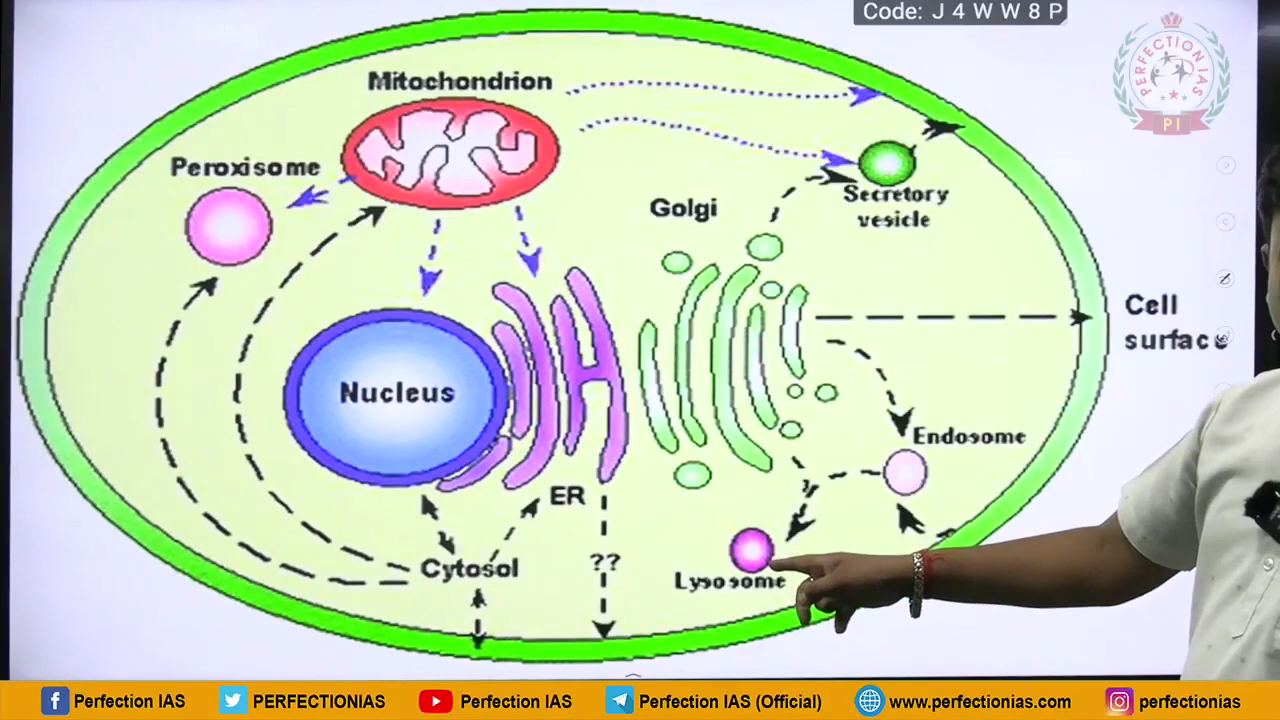 Code: J 4 W W 8 P
PERFECTION IAS
PI
Mitochondrion
Peroxisome
Secretory
vesicle
Golgi
Cell
surface
Nucleus
Endosome
ER
Cytosol
??
Lysosome
Perfection IAS
PERFECTIONIAS
Perfection IAS
Perfection IAS (Official)
www.perfectionias.com
perfectionias